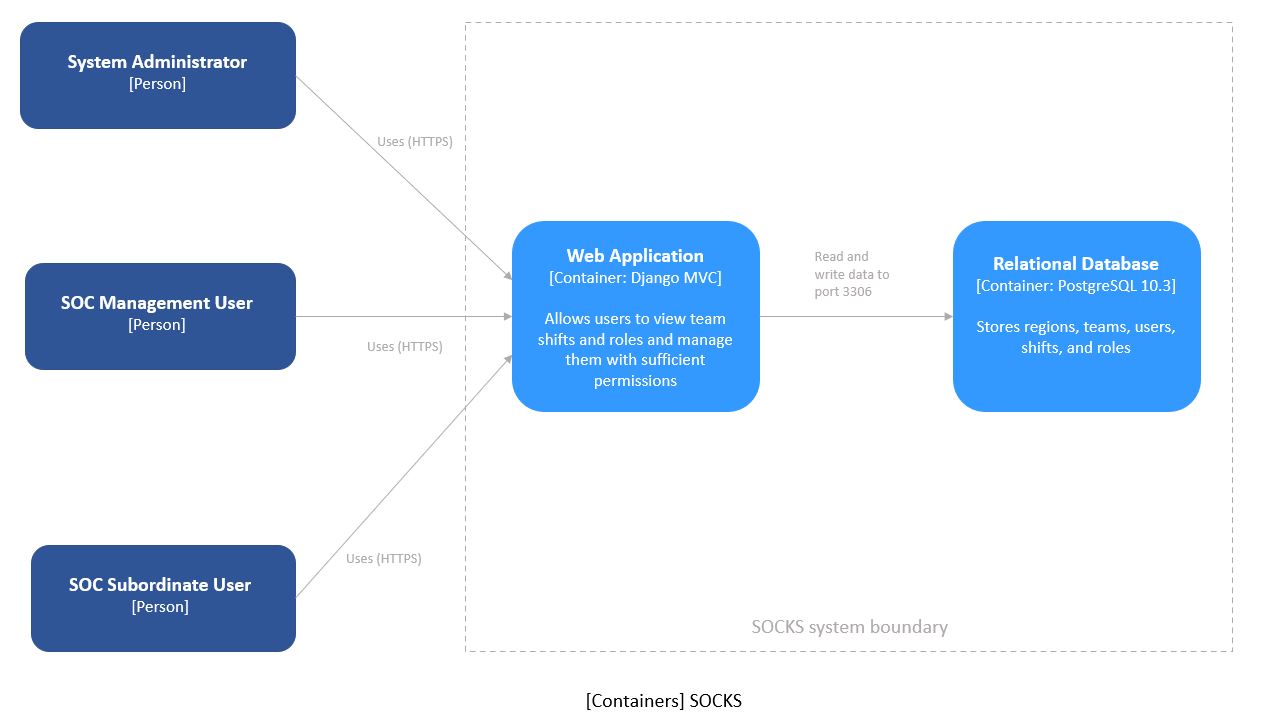 System Administrator
[Person]
Uses (HTTPS)
SOC Management User
[Person]
Uses (HTTPS)
SOC Subordinate User
[Person]
Uses (HTTPS)
Web Application
[Container: Django MVC]
Allows users to view team
shifts and roles and manage
them with sufficient
permissions
Read and
write data to
port 3306
Relational Database
[Container: PostgreSQL 10.3]
Stores regions, teams, users,
shifts, and roles
SOCKS system boundary
[Containers] SOCKS